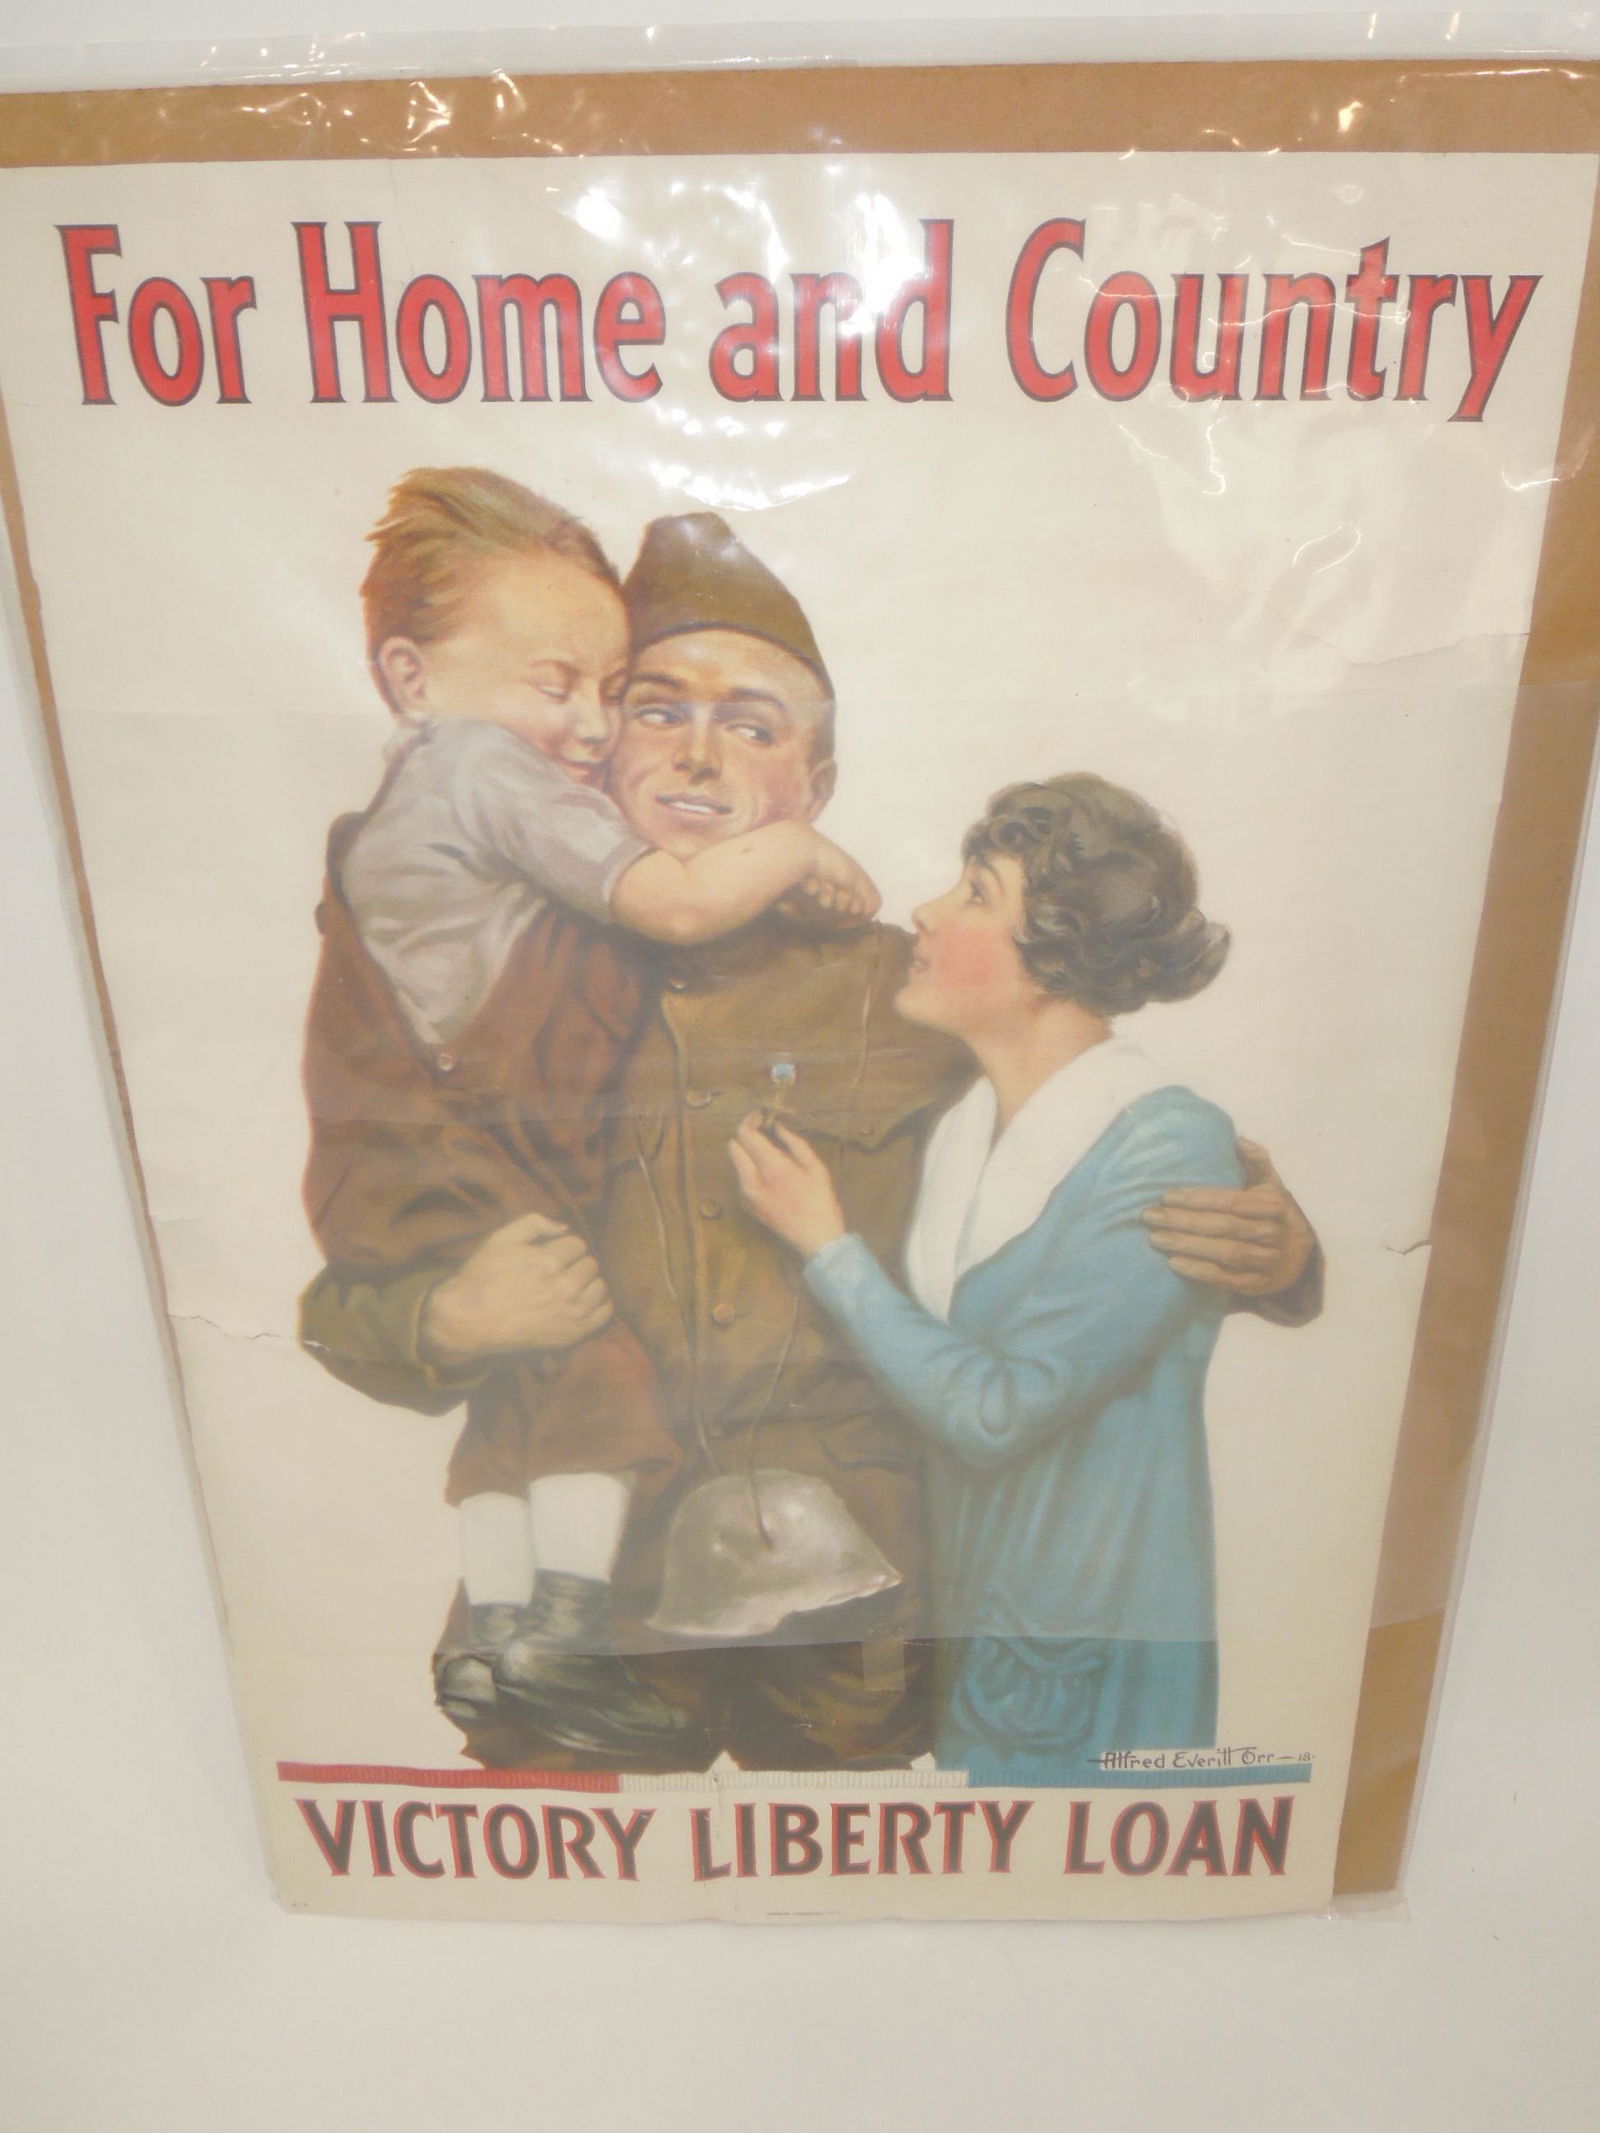 For Home and Country
Alfred Everitt Orr - 18 -
VICTORY LIBERTY LOAN